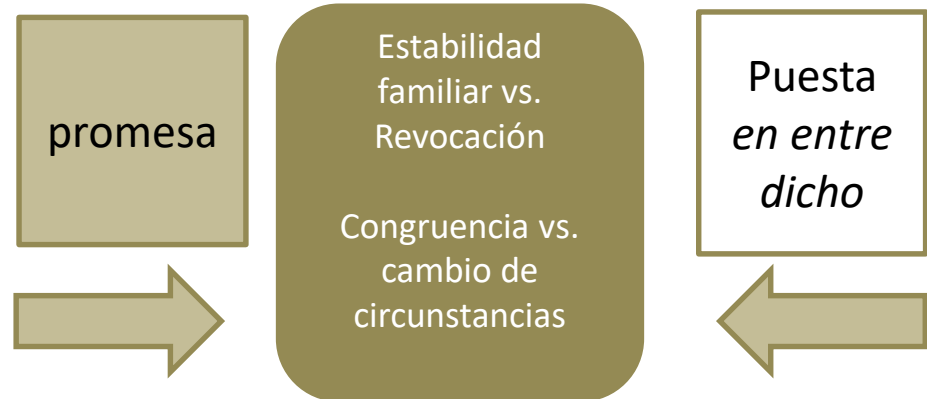 promesa
Estabilidad
familiar vs.
Revocación
Congruencia vs.
cambio de
circunstancias
Puesta
en entre
dicho